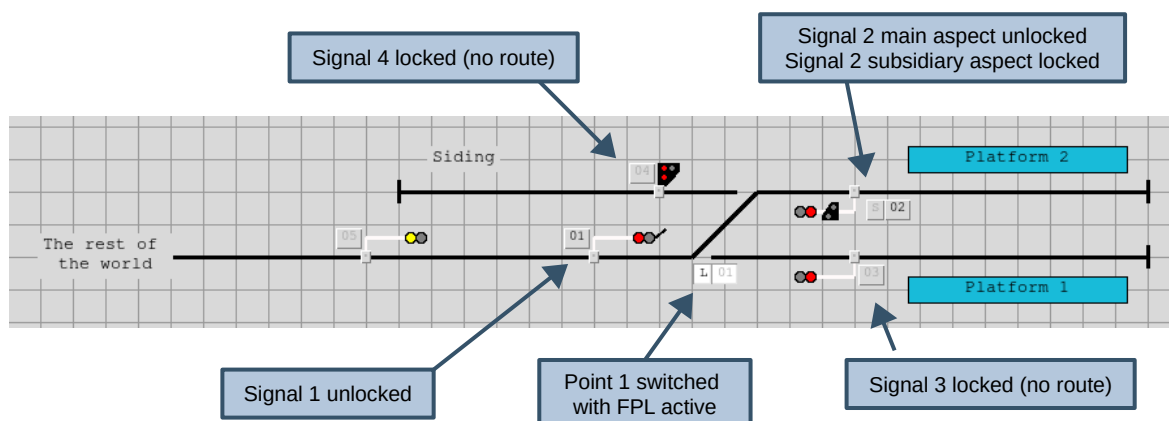 Signal 4 locked (no route)
Signal 2 main aspect unlocked
Signal 2 subsidiary aspect locked
Siding
04
Platform 2
S 02
05
01
The rest of
the world
L 01
03
Platform 1
Signal 1 unlocked
Point 1 switched
with FPL active
Signal 3 locked (no route)